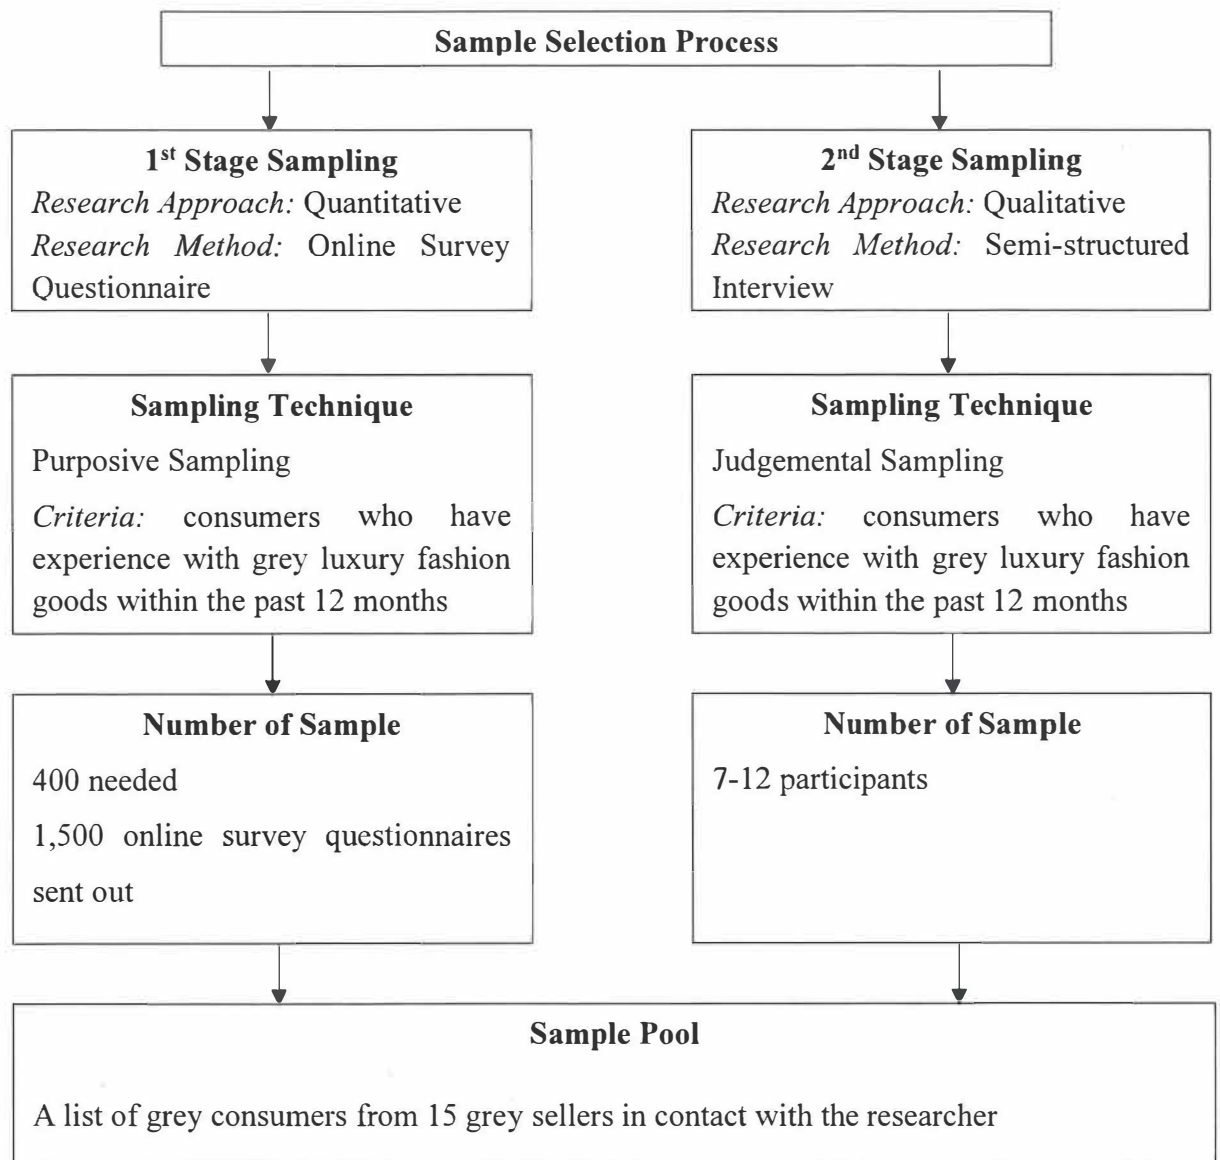 Sample Selection Process
1st Stage Sampling
Research Approach: Quantitative
Research Method: Online Survey
Questionnaire
2nd Stage Sampling
Research Approach: Qualitative
Research Method: Semi-structured
Interview
Sampling Technique
Purposive Sampling
Criteria: consumers who have
experience with grey luxury fashion
goods within the past 12 months
Sampling Technique
Judgemental Sampling
Criteria: consumers who have
experience with grey luxury fashion
goods within the past 12 months
Number of Sample
400 needed
1,500 online survey questionnaires
sent out
Number of Sample
7-12 participants
Sample Pool
A list of grey consumers from 15 grey sellers in contact with the researcher